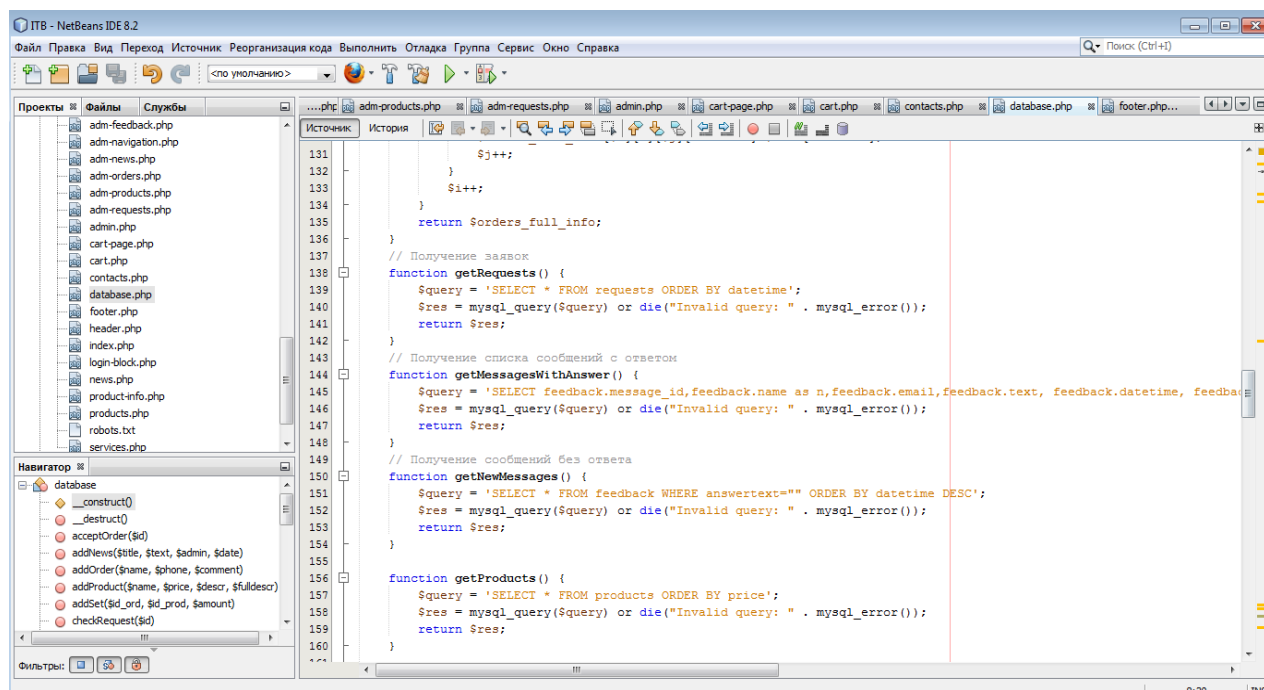 ITB - NetBeans IDE 8.2
Файл Правка Вид Переход Источник Реорганизация кода Выполнить Отладка Группа Сервис Окно Справка
Поиск (Ctrl+I)
<по умолчанию>
Проекты Файлы Службы
adm-feedback.php
adm-navigation.php
adm-news.php
adm-orders.php
adm-products.php
adm-requests.php
admin.php
cart-page.php
cart.php
contacts.php
database.php
footer.php
header.php
index.php
login-block.php
news.php
product-info.php
products.php
robots.txt
services.php
Навигатор
database
__construct()
__destruct()
acceptOrder($id)
addNews($title, $text, $admin, $date)
addOrder($name, $phone, $comment)
addProduct($name, $price, $descr, $fulldescr)
addSet($id_ord, $id_prod, $amount)
checkRequest($id)
Фильтры:
....php adm-products.php adm-requests.php admin.php cart-page.php cart.php contacts.php database.php footer.php...
Источник История
131 $j++;
132 }
133 $i++;
134 }
135 return $orders_full_info;
136 }
137 // Получение заявок
138 function getRequests() {
139 $query = 'SELECT * FROM requests ORDER BY datetime';
140 $res = mysql_query($query) or die("Invalid query: " . mysql_error());
141 return $res;
142 }
143 // Получение списка сообщений с ответом
144 function getMessagesWithAnswer() {
145 $query = 'SELECT feedback.message_id,feedback.name as n,feedback.email,feedback.text, feedback.datetime, feedba
146 $res = mysql_query($query) or die("Invalid query: " . mysql_error());
147 return $res;
148 }
149 // Получение сообщений без ответа
150 function getNewMessages() {
151 $query = 'SELECT * FROM feedback WHERE answertext="" ORDER BY datetime DESC';
152 $res = mysql_query($query) or die("Invalid query: " . mysql_error());
153 return $res;
154 }
155
156 function getProducts() {
157 $query = 'SELECT * FROM products ORDER BY price';
158 $res = mysql_query($query) or die("Invalid query: " . mysql_error());
159 return $res;
160 }